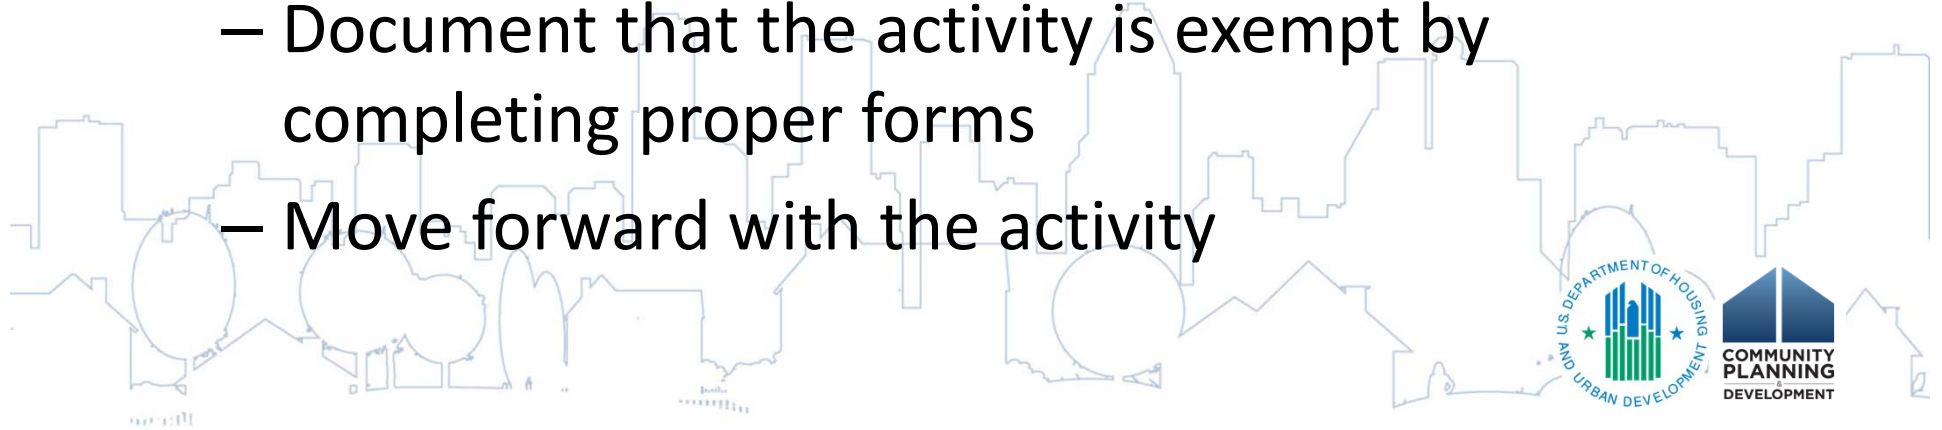 – Document that the activity is exempt by
completing proper forms
– Move forward with the activity
U.S. DEPARTMENT OF HOUSING
AND URBAN DEVELOPMENT
COMMUNITY
PLANNING
&
DEVELOPMENT